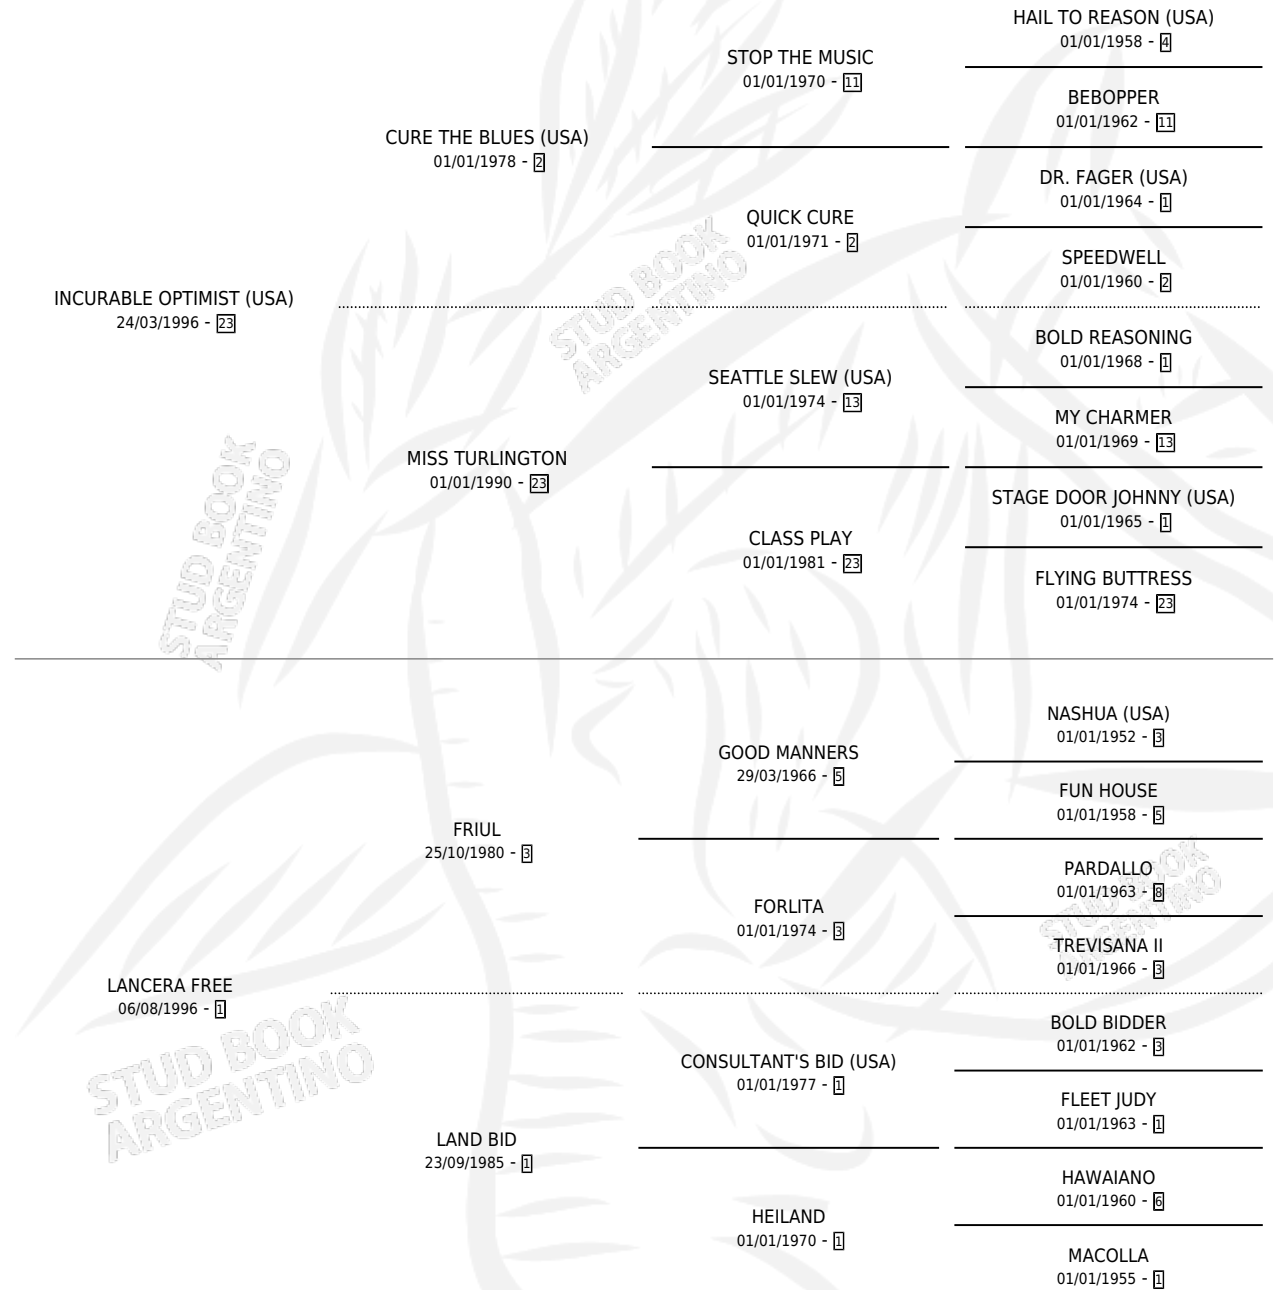 HAIL TO REASON (USA)
01/01/1958 - 4
STOP THE MUSIC
01/01/1970 - 11
BEBOPPER
01/01/1962 - 11
CURE THE BLUES (USA)
01/01/1978 - 2
DR. FAGER (USA)
01/01/1964 - 1
QUICK CURE
01/01/1971 - 2
SPEEDWELL
01/01/1960 - 2
INCURABLE OPTIMIST (USA)
24/03/1996 - 23
BOLD REASONING
01/01/1968 - 1
SEATTLE SLEW (USA)
01/01/1974 - 13
MY CHARMER
01/01/1969 - 13
MISS TURLINGTON
01/01/1990 - 23
STAGE DOOR JOHNNY (USA)
01/01/1965 - 1
CLASS PLAY
01/01/1981 - 23
FLYING BUTTRESS
01/01/1974 - 23
NASHUA (USA)
01/01/1952 - 3
GOOD MANNERS
29/03/1966 - 5
FUN HOUSE
01/01/1958 - 5
FRIUL
25/10/1980 - 3
PARDALLO
01/01/1963 - 8
FORLITA
01/01/1974 - 3
TREVISANA II
01/01/1966 - 3
LANCERA FREE
06/08/1996 - 1
BOLD BIDDER
01/01/1962 - 3
CONSULTANT'S BID (USA)
01/01/1977 - 1
FLEET JUDY
01/01/1963 - 1
LAND BID
23/09/1985 - 1
HAWAIANO
01/01/1960 - 6
HEILAND
01/01/1970 - 1
MACOLLA
01/01/1955 - 1
STUD BOOK
ARGENTINO
STUD BOOK
ARGENTINO
STUD BOOK
ARGENTINO
STUD BOOK
ARGENTINO